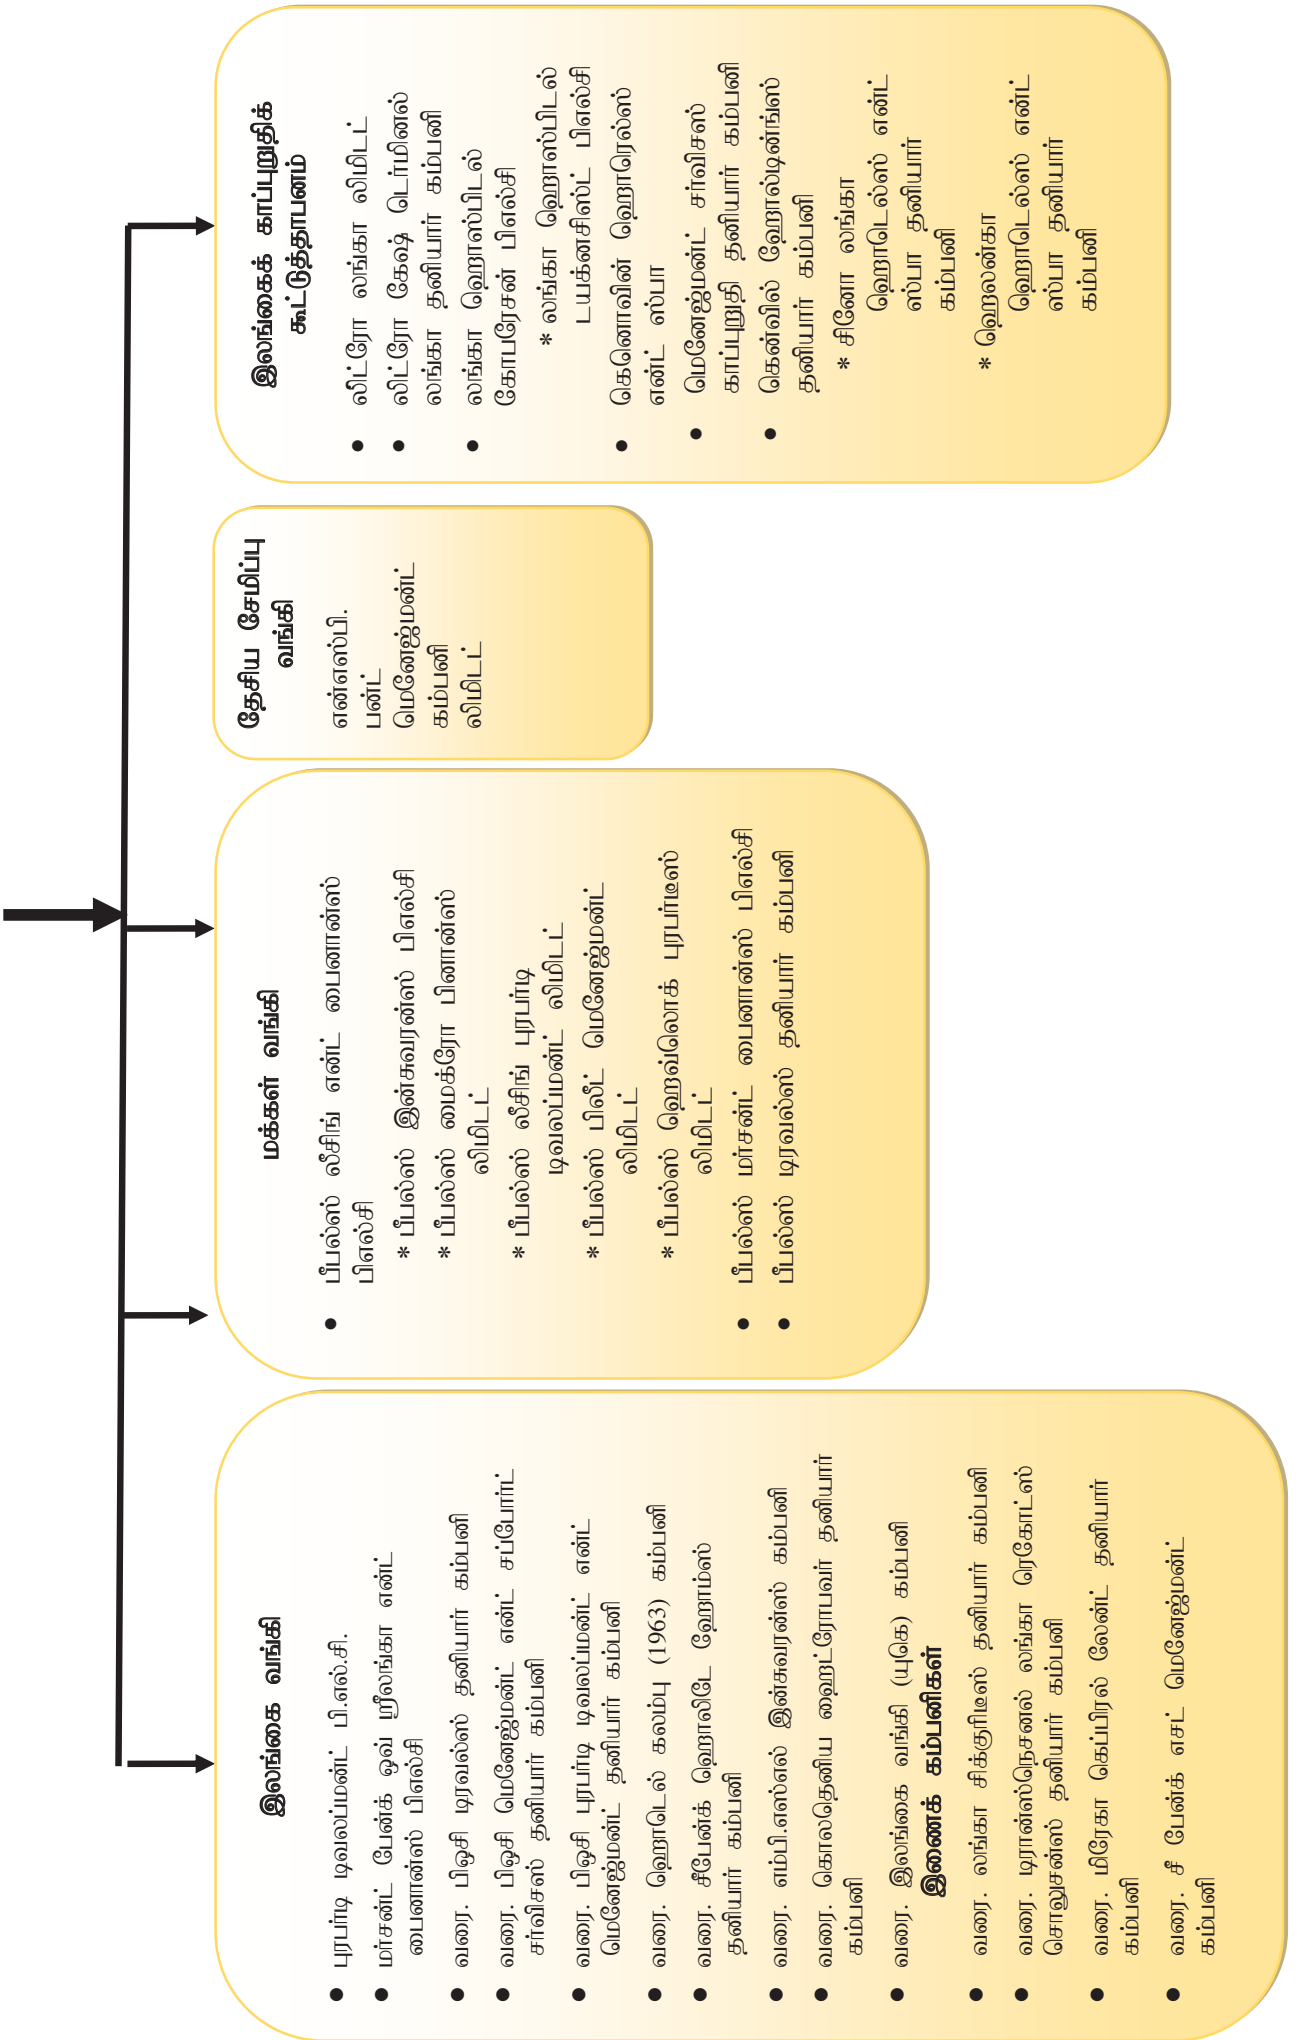 இலங்கை வங்கி
• புரபர்டி டிவலப்மன்ட் பி.எல்.சி.
• மர்சன்ட் பேன்க் ஒவ் ஸ்ரீலங்கா என்ட்
பைனான்ஸ் பிஎல்சி
• வரை. பிஓசி டிரவல்ஸ் தனியார் கம்பனி
• வரை. பிஓசி மெனேஜ்மன்ட் என்ட் சப்போர்ட்
சர்விசஸ் தனியார் கம்பனி
• வரை. பிஓசி புரபர்டி டிவலப்மன்ட் என்ட்
மெனேஜ்மன்ட் தனியார் கம்பனி
• வரை. ஹொடெல் கலம்பு (1963) கம்பனி
• வரை. சீபேன்க் ஹொலிடே ஹோம்ஸ்
தனியார் கம்பனி
• வரை. எம்பி.எஸ்எல் இன்சுவரன்ஸ் கம்பனி
• வரை. கொலதெனிய ஹைட்ரோபவர் தனியார்
கம்பனி
• வரை. இலங்கை வங்கி (யுகெ) கம்பனி
இணைக் கம்பனிகள்
• வரை. லங்கா சிக்குரிடீஸ் தனியார் கம்பனி
• வரை. டிரான்ஸ்நெசனல் லங்கா ரெகோட்ஸ்
சொலுசன்ஸ் தனியார் கம்பனி
• வரை. மிரேகா கெப்பிரல் லேண்ட் தனியார்
கம்பனி
• வரை. சீ பேன்க் எசட் மெனேஜ்மன்ட்
கம்பனி
மக்கள் வங்கி
• பீபல்ஸ் லீசிங் என்ட் பைனான்ஸ்
பிஎல்சி
* பீபல்ஸ் இன்சுவரன்ஸ் பிஎல்சி
* பீபல்ஸ் மைக்ரோ பினான்ஸ்
லிமிடட்
* பீபல்ஸ் லீசிங் புரபர்டி
டிவலப்மன்ட் லிமிடட்
* பீபல்ஸ் பிலீட் மெனேஜ்மன்ட்
லிமிடட்
* பீபல்ஸ் ஹெவ்லொக் புரபர்டீஸ்
லிமிடட்
• பீபல்ஸ் மர்சன்ட் பைனான்ஸ் பிஎல்சி
• பீபல்ஸ் டிரவல்ஸ் தனியார் கம்பனி
தேசிய சேமிப்பு
வங்கி
என்எஸ்பி.
பன்ட்
மெனேஜ்மன்ட்
கம்பனி
லிமிடட்
இலங்கைக் காப்புறுதிக்
கூட்டுத்தாபனம்
• லிட்ரோ லங்கா லிமிடட்
• லிட்ரோ கேஷ் டெர்மினல்
லங்கா தனியார் கம்பனி
• லங்கா ஹொஸ்பிடல்
கோபரேசன் பிஎல்சி
* லங்கா ஹொஸ்பிடல்
டயக்னசிஸ்ட் பிஎல்சி
• கெனொவின் ஹொரெல்ஸ்
என்ட் ஸ்பா
• மெனேஜ்மன்ட் சர்விசஸ்
காப்புறுதி தனியார் கம்பனி
• கென்வில் ஹோல்டின்ங்ஸ்
தனியார் கம்பனி
* சினோ லங்கா
ஹொடெல்ஸ் என்ட்
ஸ்பா தனியார்
கம்பனி
* ஹெலன்கா
ஹொடெல்ஸ் என்ட்
ஸ்பா தனியார்
கம்பனி